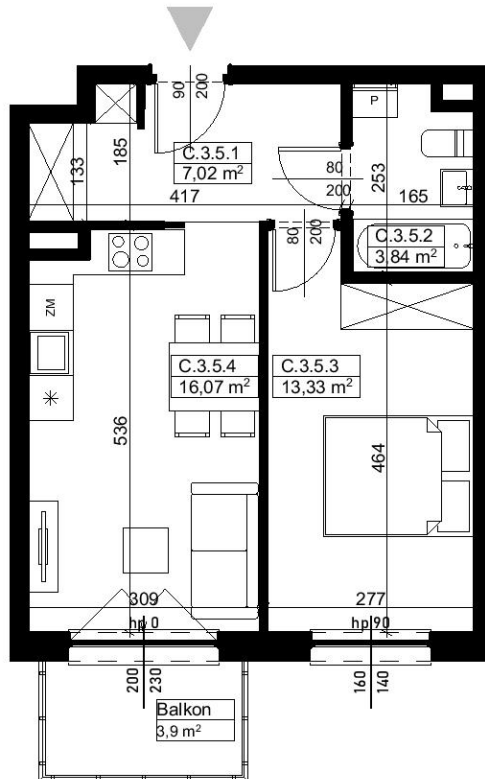 90
200
C.3.5.1
7,02 m²
133
185
417
P
253
80
200
165
80
200
C.3.5.2
3,84 m²
ZM
C.3.5.4
16,07 m²
C.3.5.3
13,33 m²
536
464
309
277
hp 0
hp 90
200
230
160
140
Balkon
3,9 m²